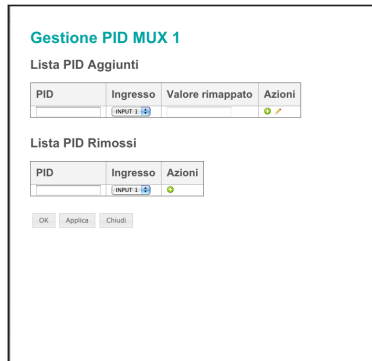 Gestione PID MUX 1
Lista PID Aggiunti
PID Ingresso Valore rimappato Azioni
INPUT 1
Lista PID Rimossi
PID Ingresso Azioni
INPUT 1
OK Applica Chiudi